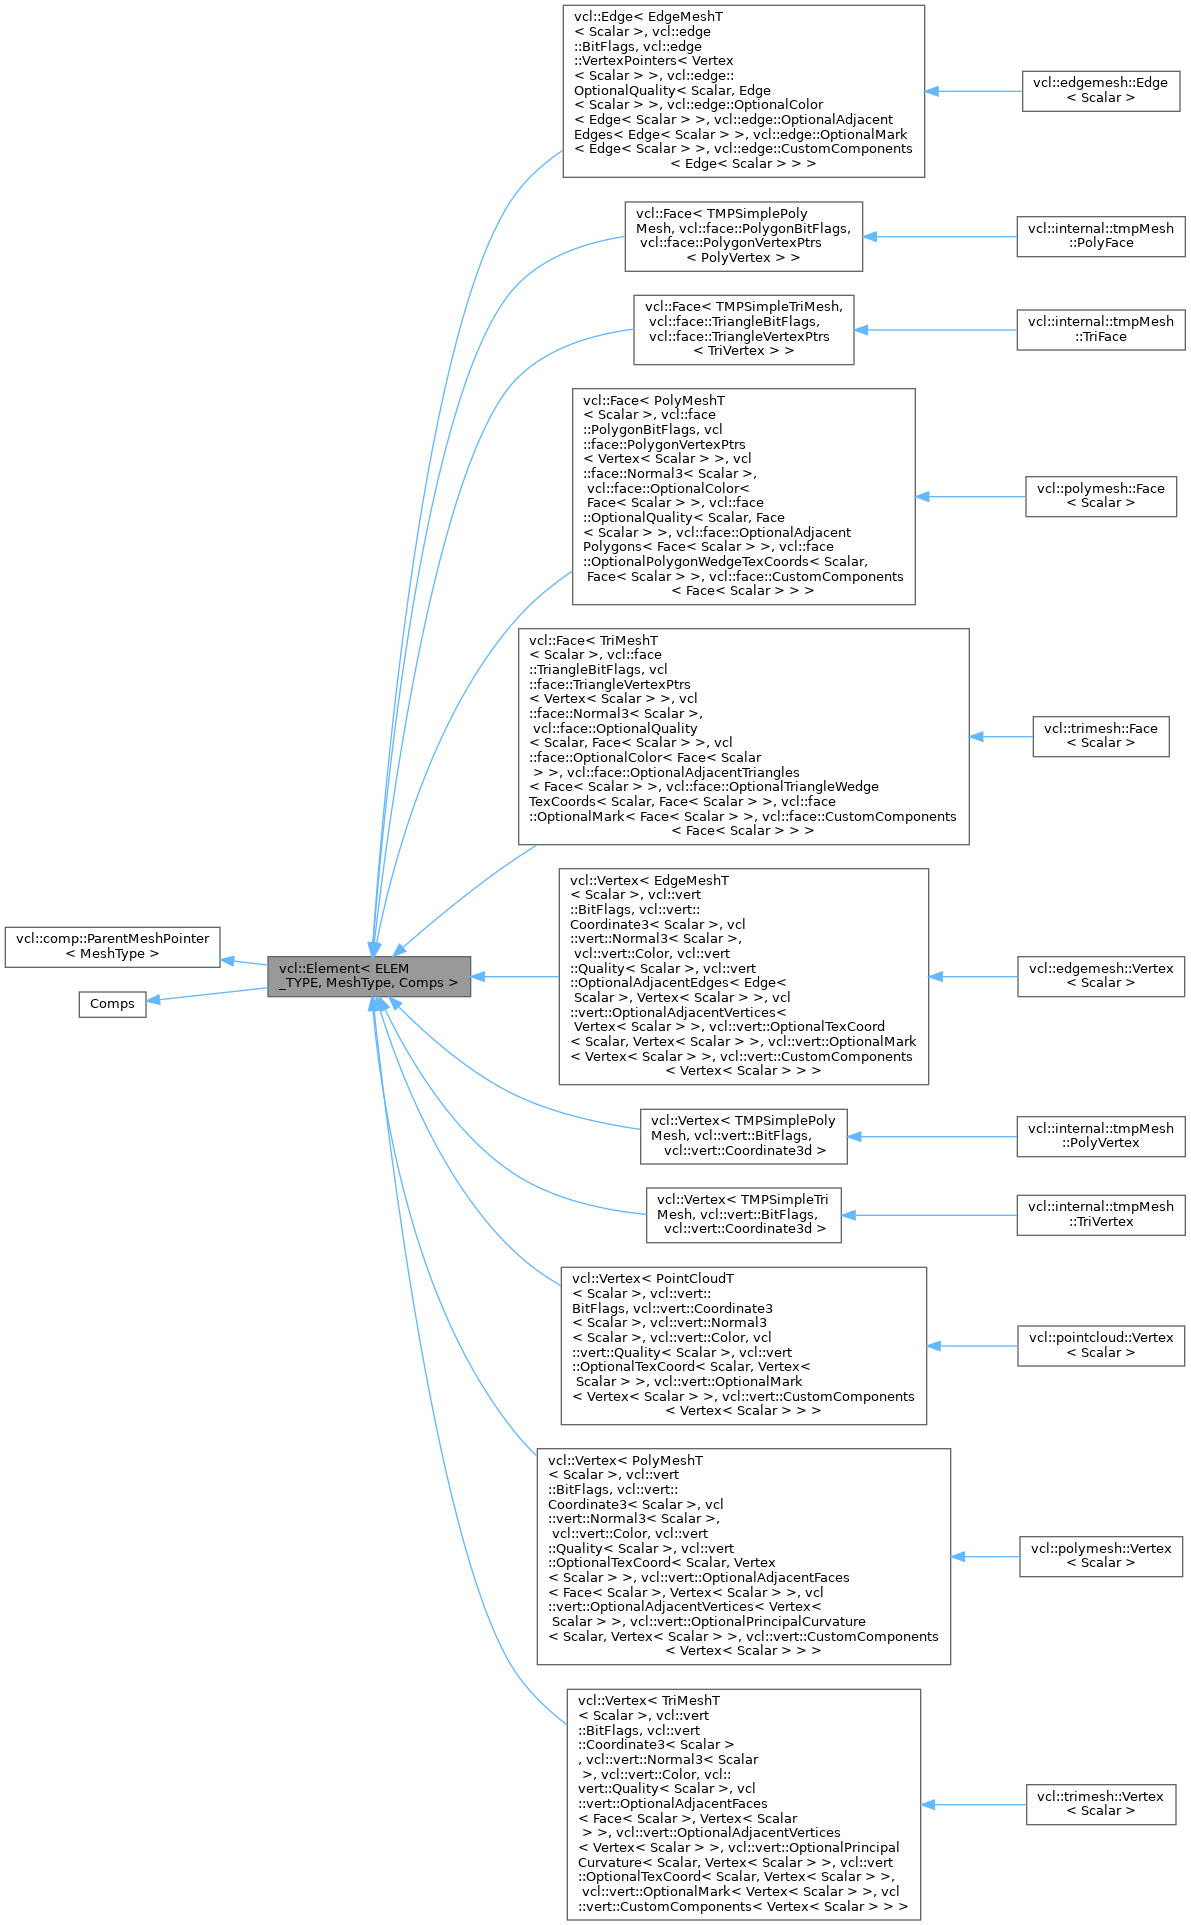 vcl::Edge< EdgeMeshT
< Scalar >, vcl::edge
::BitFlags, vcl::edge
::VertexPointers< Vertex
< Scalar > >, vcl::edge::
OptionalQuality< Scalar, Edge
< Scalar > >, vcl::edge::OptionalColor
< Edge< Scalar > >, vcl::edge::OptionalAdjacent
Edges< Edge< Scalar > >, vcl::edge::OptionalMark
< Edge< Scalar > >, vcl::edge::CustomComponents
< Edge< Scalar > > >
vcl::edgemesh::Edge
< Scalar >
vcl::Face< TMPSimplePoly
Mesh, vcl::face::PolygonBitFlags,
vcl::face::PolygonVertexPtrs
< PolyVertex > >
vcl::internal::tmpMesh
::PolyFace
vcl::Face< TMPSimpleTriMesh,
vcl::face::TriangleBitFlags,
vcl::face::TriangleVertexPtrs
< TriVertex > >
vcl::internal::tmpMesh
::TriFace
vcl::Face< PolyMeshT
< Scalar >, vcl::face
::PolygonBitFlags, vcl
::face::PolygonVertexPtrs
< Vertex< Scalar > >, vcl
::face::Normal3< Scalar >,
vcl::face::OptionalColor<
Face< Scalar > >, vcl::face
::OptionalQuality< Scalar, Face
< Scalar > >, vcl::face::OptionalAdjacent
Polygons< Face< Scalar > >, vcl::face
::OptionalPolygonWedgeTexCoords< Scalar,
Face< Scalar > >, vcl::face::CustomComponents
< Face< Scalar > > >
vcl::polymesh::Face
< Scalar >
vcl::Face< TriMeshT
< Scalar >, vcl::face
::TriangleBitFlags, vcl
::face::TriangleVertexPtrs
< Vertex< Scalar > >, vcl
::face::Normal3< Scalar >,
vcl::face::OptionalQuality
< Scalar, Face< Scalar > >, vcl
::face::OptionalColor< Face< Scalar
> >, vcl::face::OptionalAdjacentTriangles
< Face< Scalar > >, vcl::face::OptionalTriangleWedge
TexCoords< Scalar, Face< Scalar > >, vcl::face
::OptionalMark< Face< Scalar > >, vcl::face::CustomComponents
< Face< Scalar > > >
vcl::trimesh::Face
< Scalar >
vcl::comp::ParentMeshPointer
< MeshType >
Comps
vcl::Element< ELEM
_TYPE, MeshType, Comps >
vcl::Vertex< EdgeMeshT
< Scalar >, vcl::vert
::BitFlags, vcl::vert::
Coordinate3< Scalar >, vcl
::vert::Normal3< Scalar >,
vcl::vert::Color, vcl::vert
::Quality< Scalar >, vcl::vert
::OptionalAdjacentEdges< Edge<
Scalar >, Vertex< Scalar > >, vcl
::vert::OptionalAdjacentVertices<
Vertex< Scalar > >, vcl::vert::OptionalTexCoord
< Scalar, Vertex< Scalar > >, vcl::vert::OptionalMark
< Vertex< Scalar > >, vcl::vert::CustomComponents
< Vertex< Scalar > > >
vcl::edgemesh::Vertex
< Scalar >
vcl::Vertex< TMPSimplePoly
Mesh, vcl::vert::BitFlags,
vcl::vert::Coordinate3d >
vcl::internal::tmpMesh
::PolyVertex
vcl::Vertex< TMPSimpleTri
Mesh, vcl::vert::BitFlags,
vcl::vert::Coordinate3d >
vcl::internal::tmpMesh
::TriVertex
vcl::Vertex< PointCloudT
< Scalar >, vcl::vert::
BitFlags, vcl::vert::Coordinate3
< Scalar >, vcl::vert::Normal3
< Scalar >, vcl::vert::Color, vcl
::vert::Quality< Scalar >, vcl::vert
::OptionalTexCoord< Scalar, Vertex<
Scalar > >, vcl::vert::OptionalMark
< Vertex< Scalar > >, vcl::vert::CustomComponents
< Vertex< Scalar > > >
vcl::pointcloud::Vertex
< Scalar >
vcl::Vertex< PolyMeshT
< Scalar >, vcl::vert
::BitFlags, vcl::vert::
Coordinate3< Scalar >, vcl
::vert::Normal3< Scalar >,
vcl::vert::Color, vcl::vert
::Quality< Scalar >, vcl::vert
::OptionalTexCoord< Scalar, Vertex
< Scalar > >, vcl::vert::OptionalAdjacentFaces
< Face< Scalar >, Vertex< Scalar > >, vcl
::vert::OptionalAdjacentVertices< Vertex<
Scalar > >, vcl::vert::OptionalPrincipalCurvature
< Scalar, Vertex< Scalar > >, vcl::vert::CustomComponents
< Vertex< Scalar > > >
vcl::polymesh::Vertex
< Scalar >
vcl::Vertex< TriMeshT
< Scalar >, vcl::vert
::BitFlags, vcl::vert
::Coordinate3< Scalar >
, vcl::vert::Normal3< Scalar
>, vcl::vert::Color, vcl::
vert::Quality< Scalar >, vcl
::vert::OptionalAdjacentFaces
< Face< Scalar >, Vertex< Scalar
> >, vcl::vert::OptionalAdjacentVertices
< Vertex< Scalar > >, vcl::vert::OptionalPrincipal
Curvature< Scalar, Vertex< Scalar > >, vcl::vert
::OptionalTexCoord< Scalar, Vertex< Scalar > >,
vcl::vert::OptionalMark< Vertex< Scalar > >, vcl
::vert::CustomComponents< Vertex< Scalar > > >
vcl::trimesh::Vertex
< Scalar >